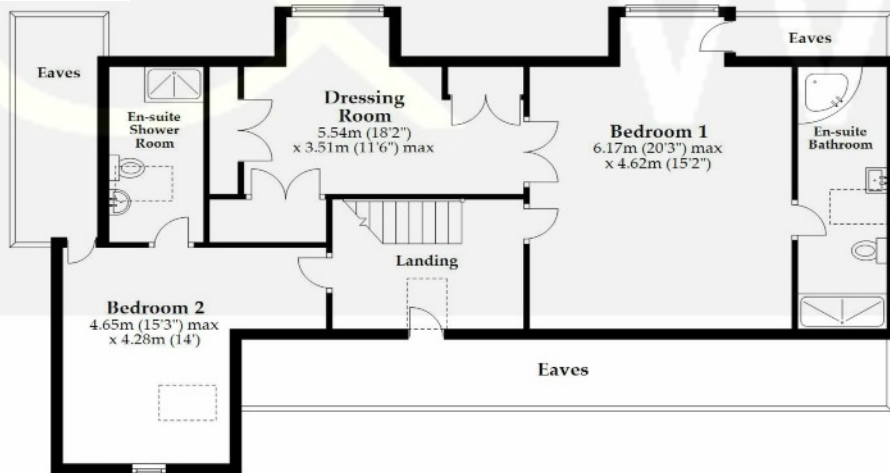 Eaves
En-suite
Shower
Room
Dressing
Room
5.54m (18'2")
x 3.51m (11'6") max
Bedroom 1
6.17m (20'3") max
x 4.62m (15'2")
Eaves
En-suite
Bathroom
Landing
Bedroom 2
4.65m (15'3") max
x 4.28m (14')
Eaves